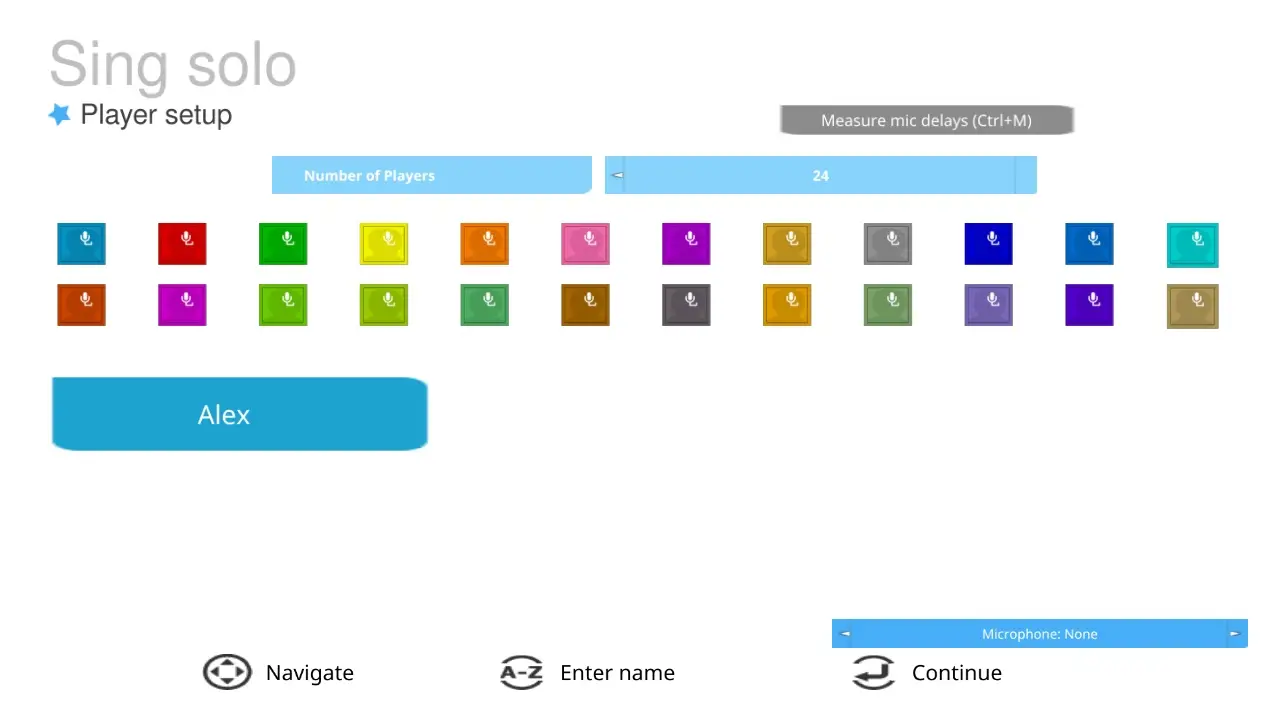 Sing solo
Player setup
Measure mic delays (Ctrl+M)
Number of Players
24
Alex
Microphone: None
Navigate
A-Z Enter name
Continue